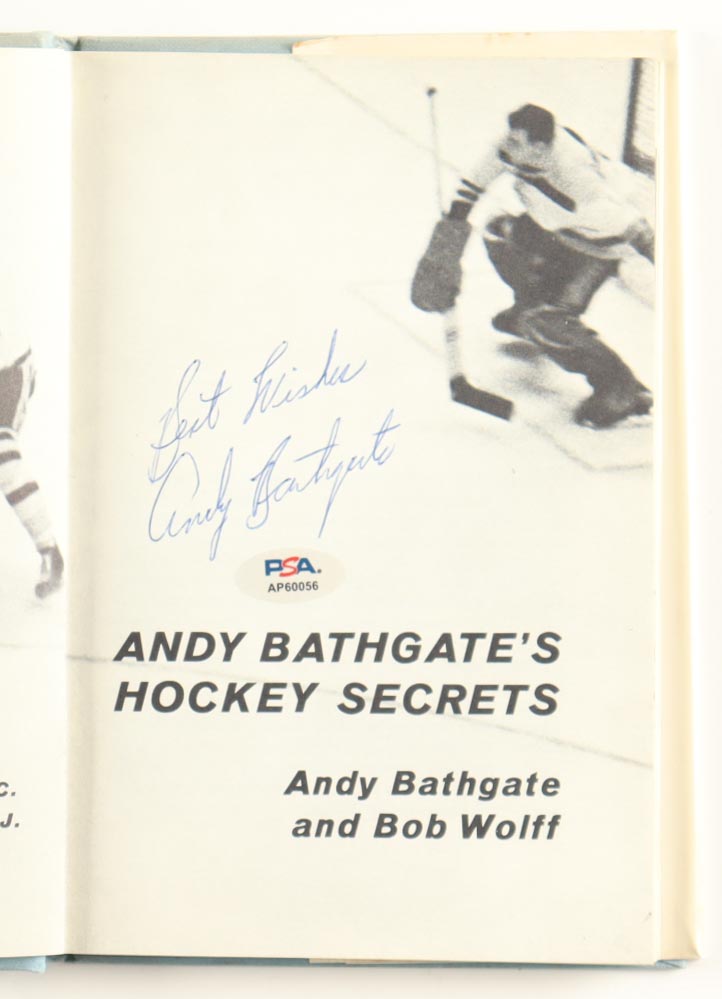 Best Wishes
Andy Bathgate
PSA.
AP60056
ANDY BATHGATE'S
HOCKEY SECRETS
Andy Bathgate
and Bob Wolff
C.
J.